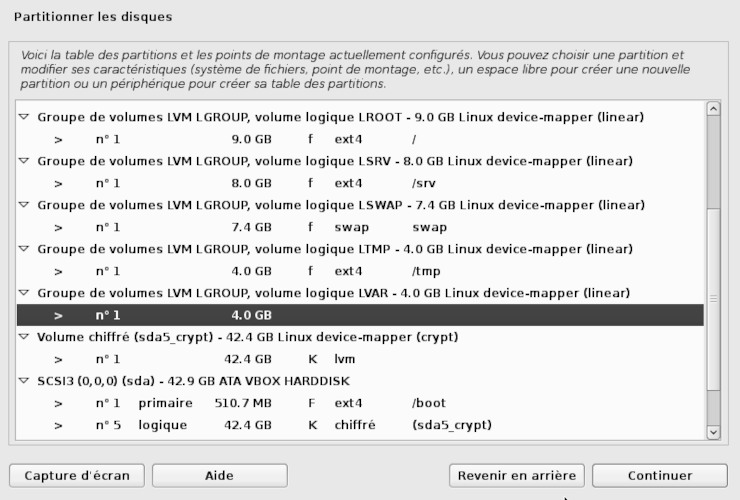 Partitionner les disques
Voici la table des partitions et les points de montage actuellement configurés. Vous pouvez choisir une partition et
modifier ses caractéristiques (système de fichiers, point de montage, etc.), un espace libre pour créer une nouvelle
partition ou un périphérique pour créer sa table des partitions.
Groupe de volumes LVM LGROUP, volume logique LROOT - 9.0 GB Linux device-mapper (linear)
> n° 1 9.0 GB f ext4 /
Groupe de volumes LVM LGROUP, volume logique LSRV - 8.0 GB Linux device-mapper (linear)
> n° 1 8.0 GB f ext4 /srv
Groupe de volumes LVM LGROUP, volume logique LSWAP - 7.4 GB Linux device-mapper (linear)
> n° 1 7.4 GB f swap swap
Groupe de volumes LVM LGROUP, volume logique LTMP - 4.0 GB Linux device-mapper (linear)
> n° 1 4.0 GB f ext4 /tmp
Groupe de volumes LVM LGROUP, volume logique LVAR - 4.0 GB Linux device-mapper (linear)
> n° 1 4.0 GB
Volume chiffré (sda5_crypt) - 42.4 GB Linux device-mapper (crypt)
> n° 1 42.4 GB K lvm
SCSI3 (0,0,0) (sda) - 42.9 GB ATA VBOX HARDDISK
> n° 1 primaire 510.7 MB F ext4 /boot
> n° 5 logique 42.4 GB K chiffré (sda5_crypt)
Capture d'écran Aide Revenir en arrière Continuer